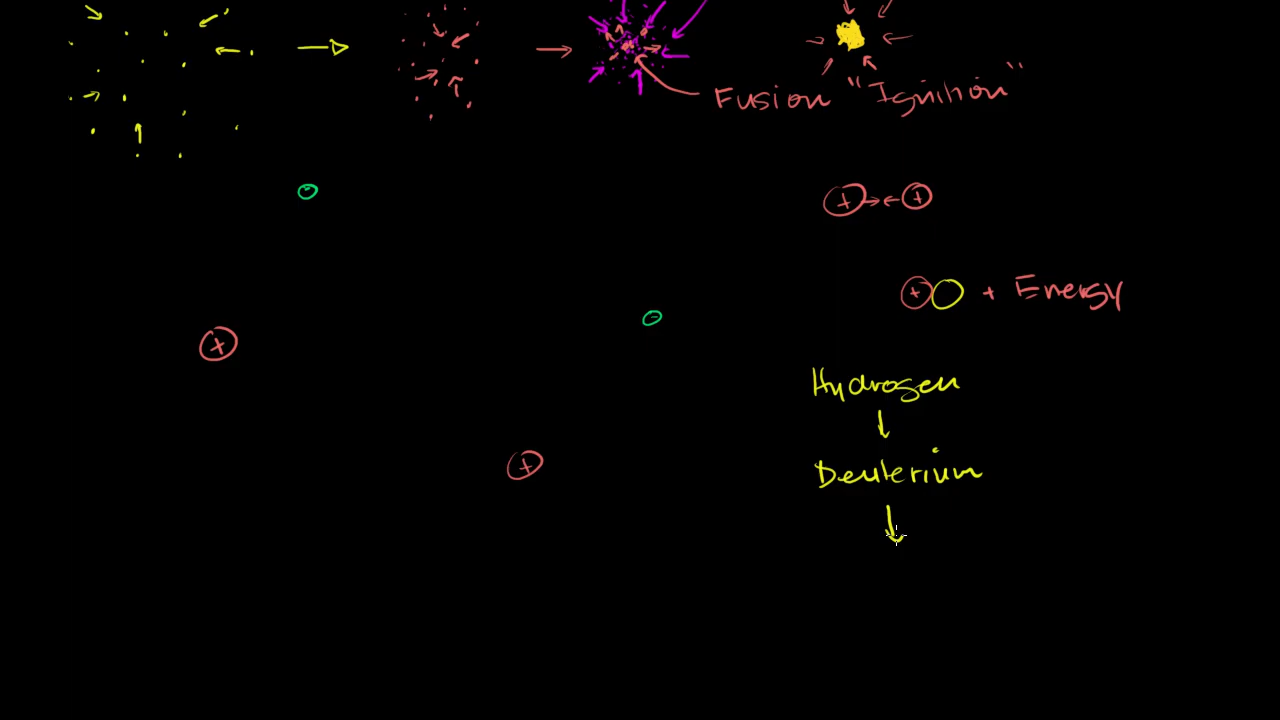 Fusion "Ignition"
+ +
+ + Energy
Hydrogen
Deuterium